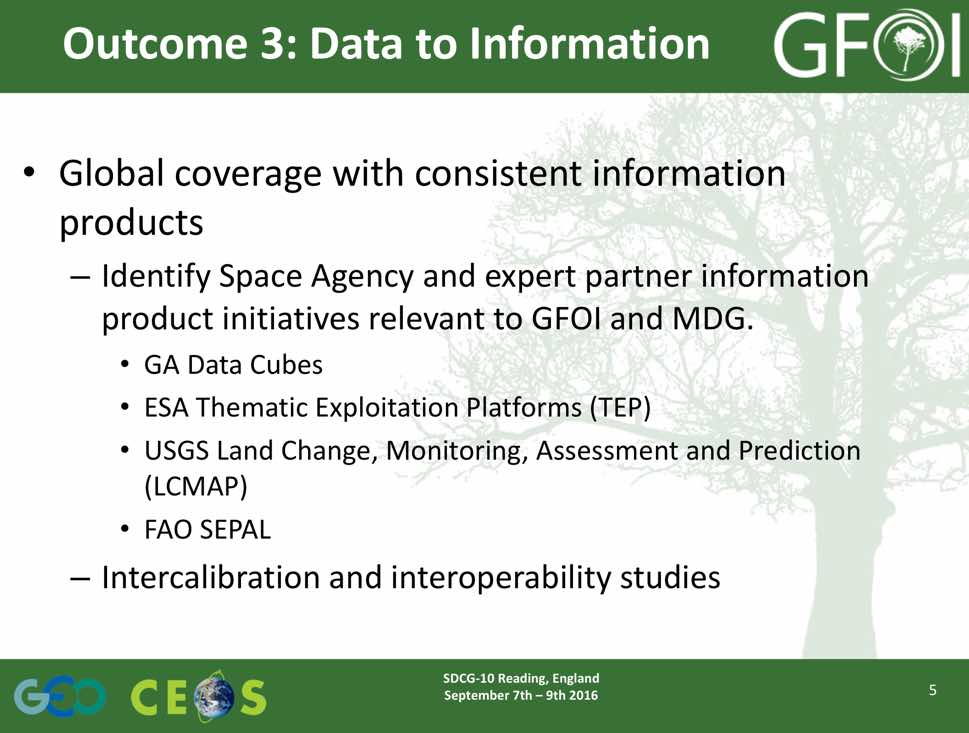 Outcome 3: Data to Information
GFOI
• Global coverage with consistent information
products
– Identify Space Agency and expert partner information
product initiatives relevant to GFOI and MDG.
• GA Data Cubes
• ESA Thematic Exploitation Platforms (TEP)
• USGS Land Change, Monitoring, Assessment and Prediction
(LCMAP)
• FAO SEPAL
– Intercalibration and interoperability studies
GEO
CEOS
SDCG-10 Reading, England
September 7th – 9th 2016
5